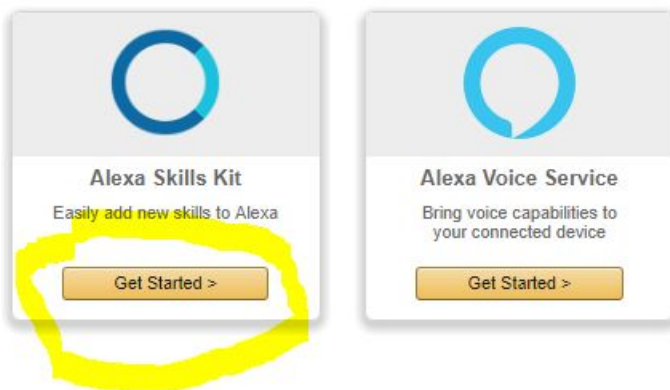 Alexa Skills Kit
Easily add new skills to Alexa
Get Started >
Alexa Voice Service
Bring voice capabilities to
your connected device
Get Started >